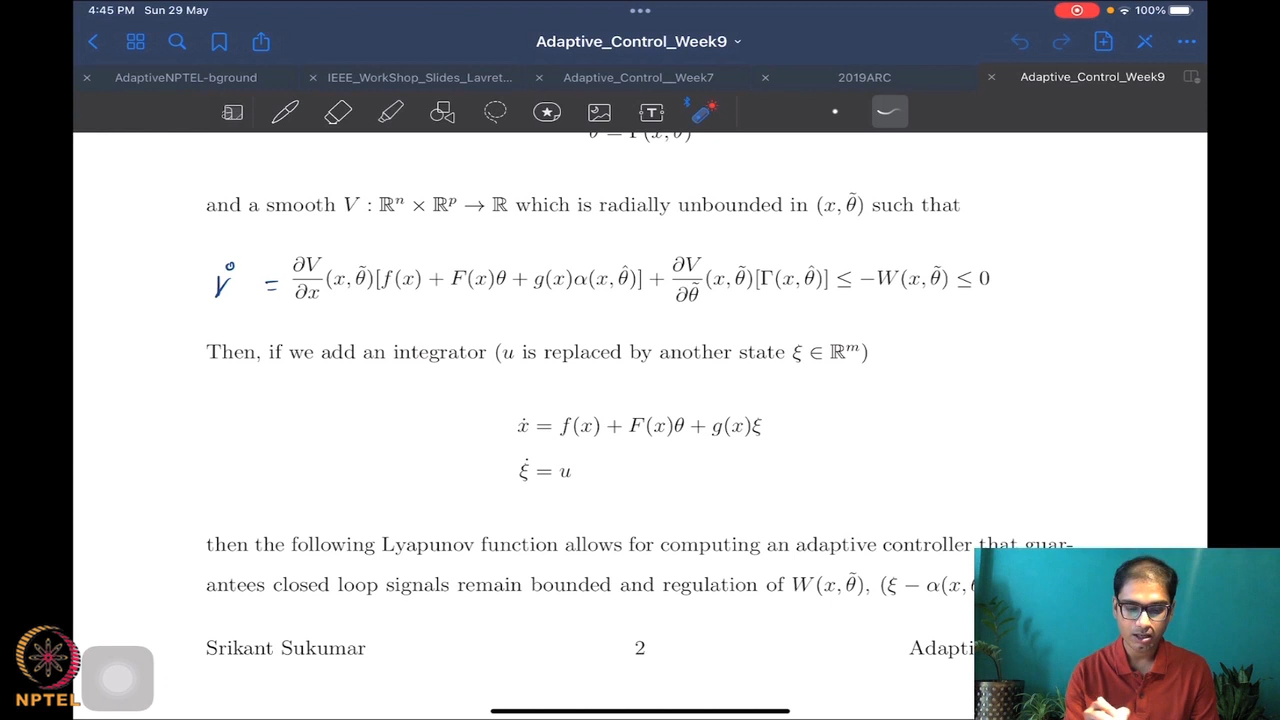 4:45 PM Sun 29 May
100%
Adaptive_Control_Week9
AdaptiveNPTEL-bground
IEEE_WorkShop_Slides_Lavret...
Adaptive_Control__Week7
2019ARC
Adaptive_Control_Week9
and a smooth V : ℝⁿ × ℝᵖ → ℝ which is radially unbounded in (x, θ̃) such that
V̇ = ∂V/∂x (x, θ̃)[f(x) + F(x)θ + g(x)α(x, θ̂)] + ∂V/∂θ̃ (x, θ̃)[Γ(x, θ̂)] ≤ −W(x, θ̃) ≤ 0
Then, if we add an integrator (u is replaced by another state ξ ∈ ℝᵐ)
ẋ = f(x) + F(x)θ + g(x)ξ
ξ̇ = u
then the following Lyapunov function allows for computing an adaptive controller that guar-
antees closed loop signals remain bounded and regulation of W(x, θ̃), (ξ − α(x,
Srikant Sukumar
2
Adapti
NPTEL